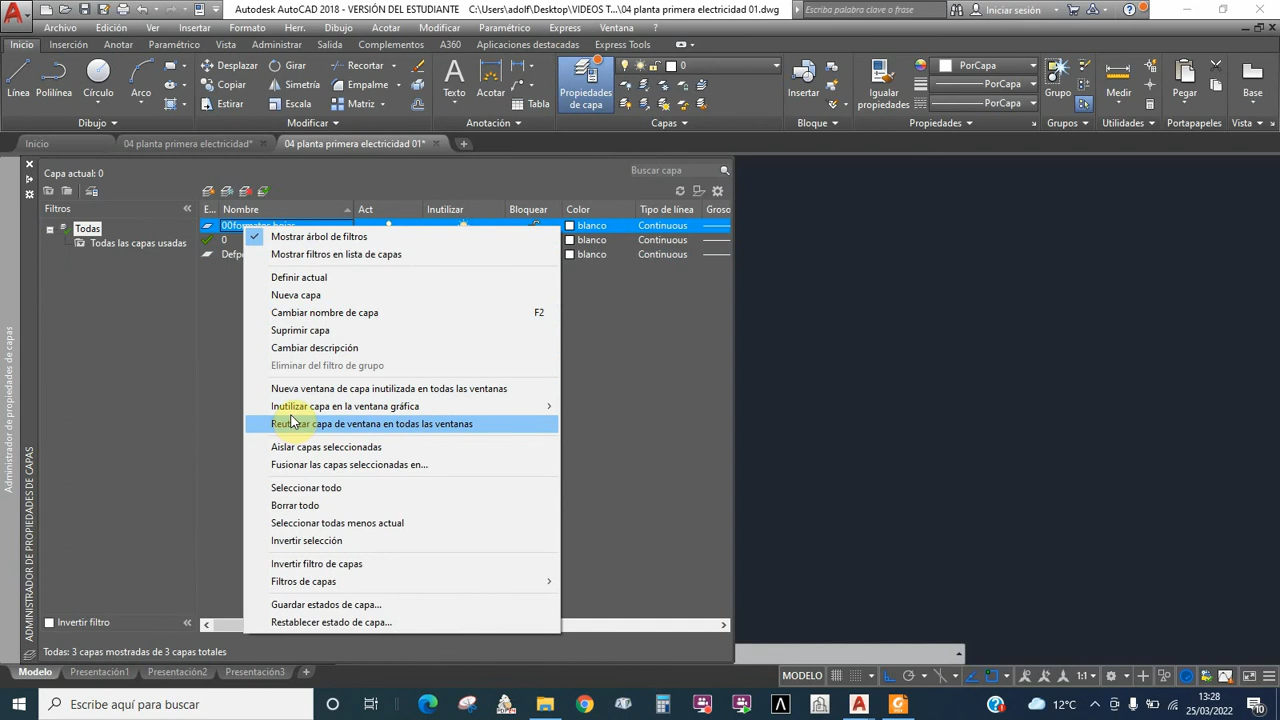 Autodesk AutoCAD 2018 - VERSIÓN DEL ESTUDIANTE C:\Users\adolf\Desktop\VIDEOS T...\04 planta primera electricidad 01.dwg
Escriba palabra clave o frase
Iniciar sesión
Archivo Edición Ver Insertar Formato Herr. Dibujo Acotar Modificar Paramétrico Express Ventana ?
Inicio Inserción Anotar Paramétrico Vista Administrar Salida Complementos A360 Aplicaciones destacadas Express Tools
Línea Polilínea Círculo Arco
Desplazar Girar Recortar
Copiar Simetría Empalme
Estirar Escala Matriz
Texto Acotar Tabla
Propiedades de capa
0
Insertar
Igualar propiedades
PorCapa
PorCapa
PorCapa
Grupo Medir Pegar Base
Dibujo Modificar Anotación Capas Bloque Propiedades Grupos Utilidades Portapapeles Vista
Inicio 04 planta primera electricidad* 04 planta primera electricidad 01*
Capa actual: 0
Buscar capa
Filtros
E... Nombre Act Inutilizar Bloquear Color Tipo de línea Gros
Todas
Todas las capas usadas
00formatos hojas blanco Continuous
0 blanco Continuous
Defp blanco Continuous
Mostrar árbol de filtros
Mostrar filtros en lista de capas
Definir actual
Nueva capa
Cambiar nombre de capa F2
Suprimir capa
Cambiar descripción
Eliminar del filtro de grupo
Nueva ventana de capa inutilizada en todas las ventanas
Inutilizar capa en la ventana gráfica
Reutilizar capa de ventana en todas las ventanas
Aislar capas seleccionadas
Fusionar las capas seleccionadas en...
Seleccionar todo
Borrar todo
Seleccionar todas menos actual
Invertir selección
Invertir filtro de capas
Filtros de capas
Guardar estados de capa...
Restablecer estado de capa...
Invertir filtro
Todas: 3 capas mostradas de 3 capas totales
Administrador de propiedades de capas
ADMINISTRADOR DE PROPIEDADES DE CAPAS
Modelo Presentación1 Presentación2 Presentación3
MODELO
1:1
Escribe aquí para buscar
12°C
13:28
25/03/2022